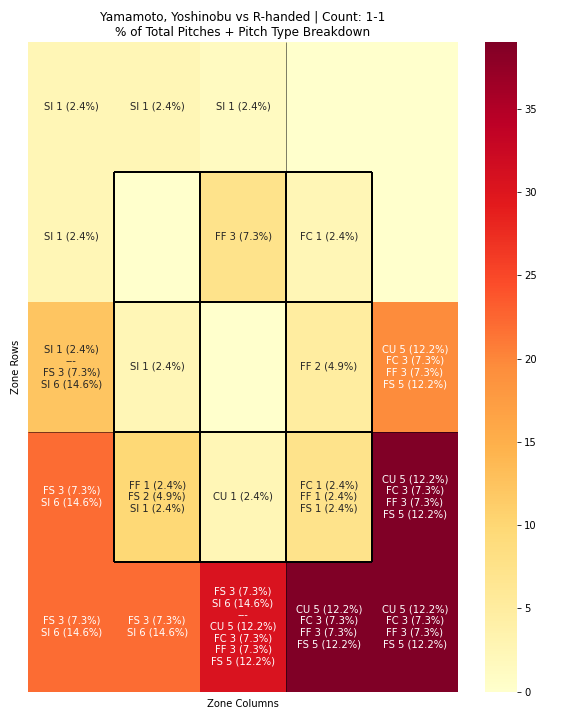 Yamamoto, Yoshinobu vs R-handed | Count: 1-1
% of Total Pitches + Pitch Type Breakdown
SI 1 (2.4%)
SI 1 (2.4%)
SI 1 (2.4%)
SI 1 (2.4%)
FF 3 (7.3%)
FC 1 (2.4%)
SI 1 (2.4%)
---
FS 3 (7.3%)
SI 6 (14.6%)
SI 1 (2.4%)
FF 2 (4.9%)
CU 5 (12.2%)
FC 3 (7.3%)
FF 3 (7.3%)
FS 5 (12.2%)
FS 3 (7.3%)
SI 6 (14.6%)
FF 1 (2.4%)
FS 2 (4.9%)
SI 1 (2.4%)
CU 1 (2.4%)
FC 1 (2.4%)
FF 1 (2.4%)
FS 1 (2.4%)
CU 5 (12.2%)
FC 3 (7.3%)
FF 3 (7.3%)
FS 5 (12.2%)
FS 3 (7.3%)
SI 6 (14.6%)
FS 3 (7.3%)
SI 6 (14.6%)
FS 3 (7.3%)
SI 6 (14.6%)
---
CU 5 (12.2%)
FC 3 (7.3%)
FF 3 (7.3%)
FS 5 (12.2%)
CU 5 (12.2%)
FC 3 (7.3%)
FF 3 (7.3%)
FS 5 (12.2%)
CU 5 (12.2%)
FC 3 (7.3%)
FF 3 (7.3%)
FS 5 (12.2%)
Zone Rows
Zone Columns
35
30
25
20
15
10
5
0